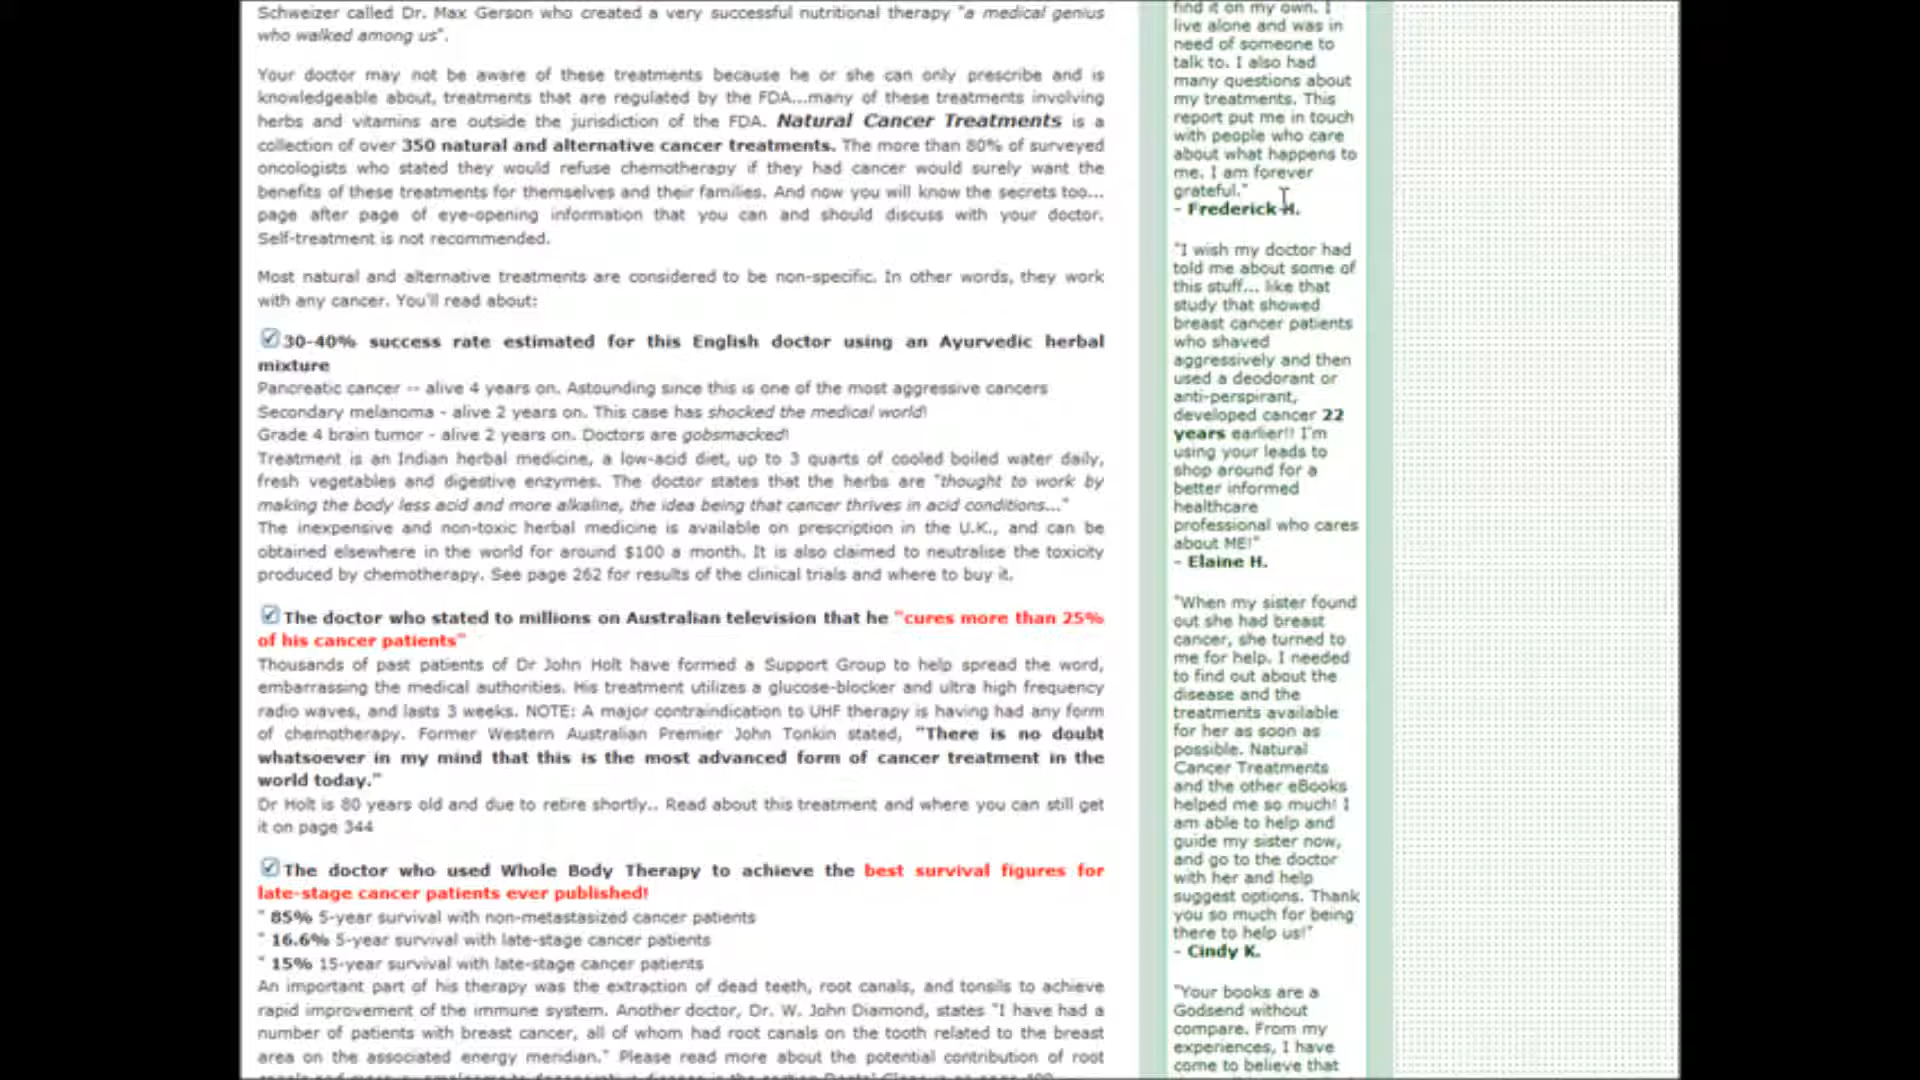 Schweizer called Dr. Max Gerson who created a very successful nutritional therapy "a medical genius
who walked among us".
Your doctor may not be aware of these treatments because he or she can only prescribe and is
knowledgeable about, treatments that are regulated by the FDA...many of these treatments involving
herbs and vitamins are outside the jurisdiction of the FDA. Natural Cancer Treatments is a
collection of over 350 natural and alternative cancer treatments. The more than 80% of surveyed
oncologists who stated they would refuse chemotherapy if they had cancer would surely want the
benefits of these treatments for themselves and their families. And now you will know the secrets too...
page after page of eye-opening information that you can and should discuss with your doctor.
Self-treatment is not recommended.
Most natural and alternative treatments are considered to be non-specific. In other words, they work
with any cancer. You'll read about:
30-40% success rate estimated for this English doctor using an Ayurvedic herbal
mixture
Pancreatic cancer -- alive 4 years on. Astounding since this is one of the most aggressive cancers
Secondary melanoma - alive 2 years on. This case has shocked the medical world!
Grade 4 brain tumor - alive 2 years on. Doctors are gobsmacked!
Treatment is an Indian herbal medicine, a low-acid diet, up to 3 quarts of cooled boiled water daily,
fresh vegetables and digestive enzymes. The doctor states that the herbs are "thought to work by
making the body less acid and more alkaline, the idea being that cancer thrives in acid conditions..."
The inexpensive and non-toxic herbal medicine is available on prescription in the U.K., and can be
obtained elsewhere in the world for around $100 a month. It is also claimed to neutralise the toxicity
produced by chemotherapy. See page 262 for results of the clinical trials and where to buy it.
The doctor who stated to millions on Australian television that he "cures more than 25%
of his cancer patients"
Thousands of past patients of Dr John Holt have formed a Support Group to help spread the word,
embarrassing the medical authorities. His treatment utilizes a glucose-blocker and ultra high frequency
radio waves, and lasts 3 weeks. NOTE: A major contraindication to UHF therapy is having had any form
of chemotherapy. Former Western Australian Premier John Tonkin stated, "There is no doubt
whatsoever in my mind that this is the most advanced form of cancer treatment in the
world today."
Dr Holt is 80 years old and due to retire shortly.. Read about this treatment and where you can still get
it on page 344
The doctor who used Whole Body Therapy to achieve the best survival figures for
late-stage cancer patients ever published!
" 85% 5-year survival with non-metastasized cancer patients
" 16.6% 5-year survival with late-stage cancer patients
" 15% 15-year survival with late-stage cancer patients
An important part of his therapy was the extraction of dead teeth, root canals, and tonsils to achieve
rapid improvement of the immune system. Another doctor, Dr. W. John Diamond, states "I have had a
number of patients with breast cancer, all of whom had root canals on the tooth related to the breast
area on the associated energy meridian." Please read more about the potential contribution of root
find it on my own. I
live alone and was in
need of someone to
talk to. I also had
many questions about
my treatments. This
report put me in touch
with people who care
about what happens to
me. I am forever
grateful."
- Frederick H.
"I wish my doctor had
told me about some of
this stuff... like that
study that showed
breast cancer patients
who shaved
aggressively and then
used a deodorant or
anti-perspirant,
developed cancer 22
years earlier!! I'm
using your leads to
shop around for a
better informed
healthcare
professional who cares
about ME!"
- Elaine H.
"When my sister found
out she had breast
cancer, she turned to
me for help. I needed
to find out about the
disease and the
treatments available
for her as soon as
possible. Natural
Cancer Treatments
and the other eBooks
helped me so much! I
am able to help and
guide my sister now,
and go to the doctor
with her and help
suggest options. Thank
you so much for being
there to help us!"
- Cindy K.
"Your books are a
Godsend without
compare. From my
experiences, I have
come to believe that